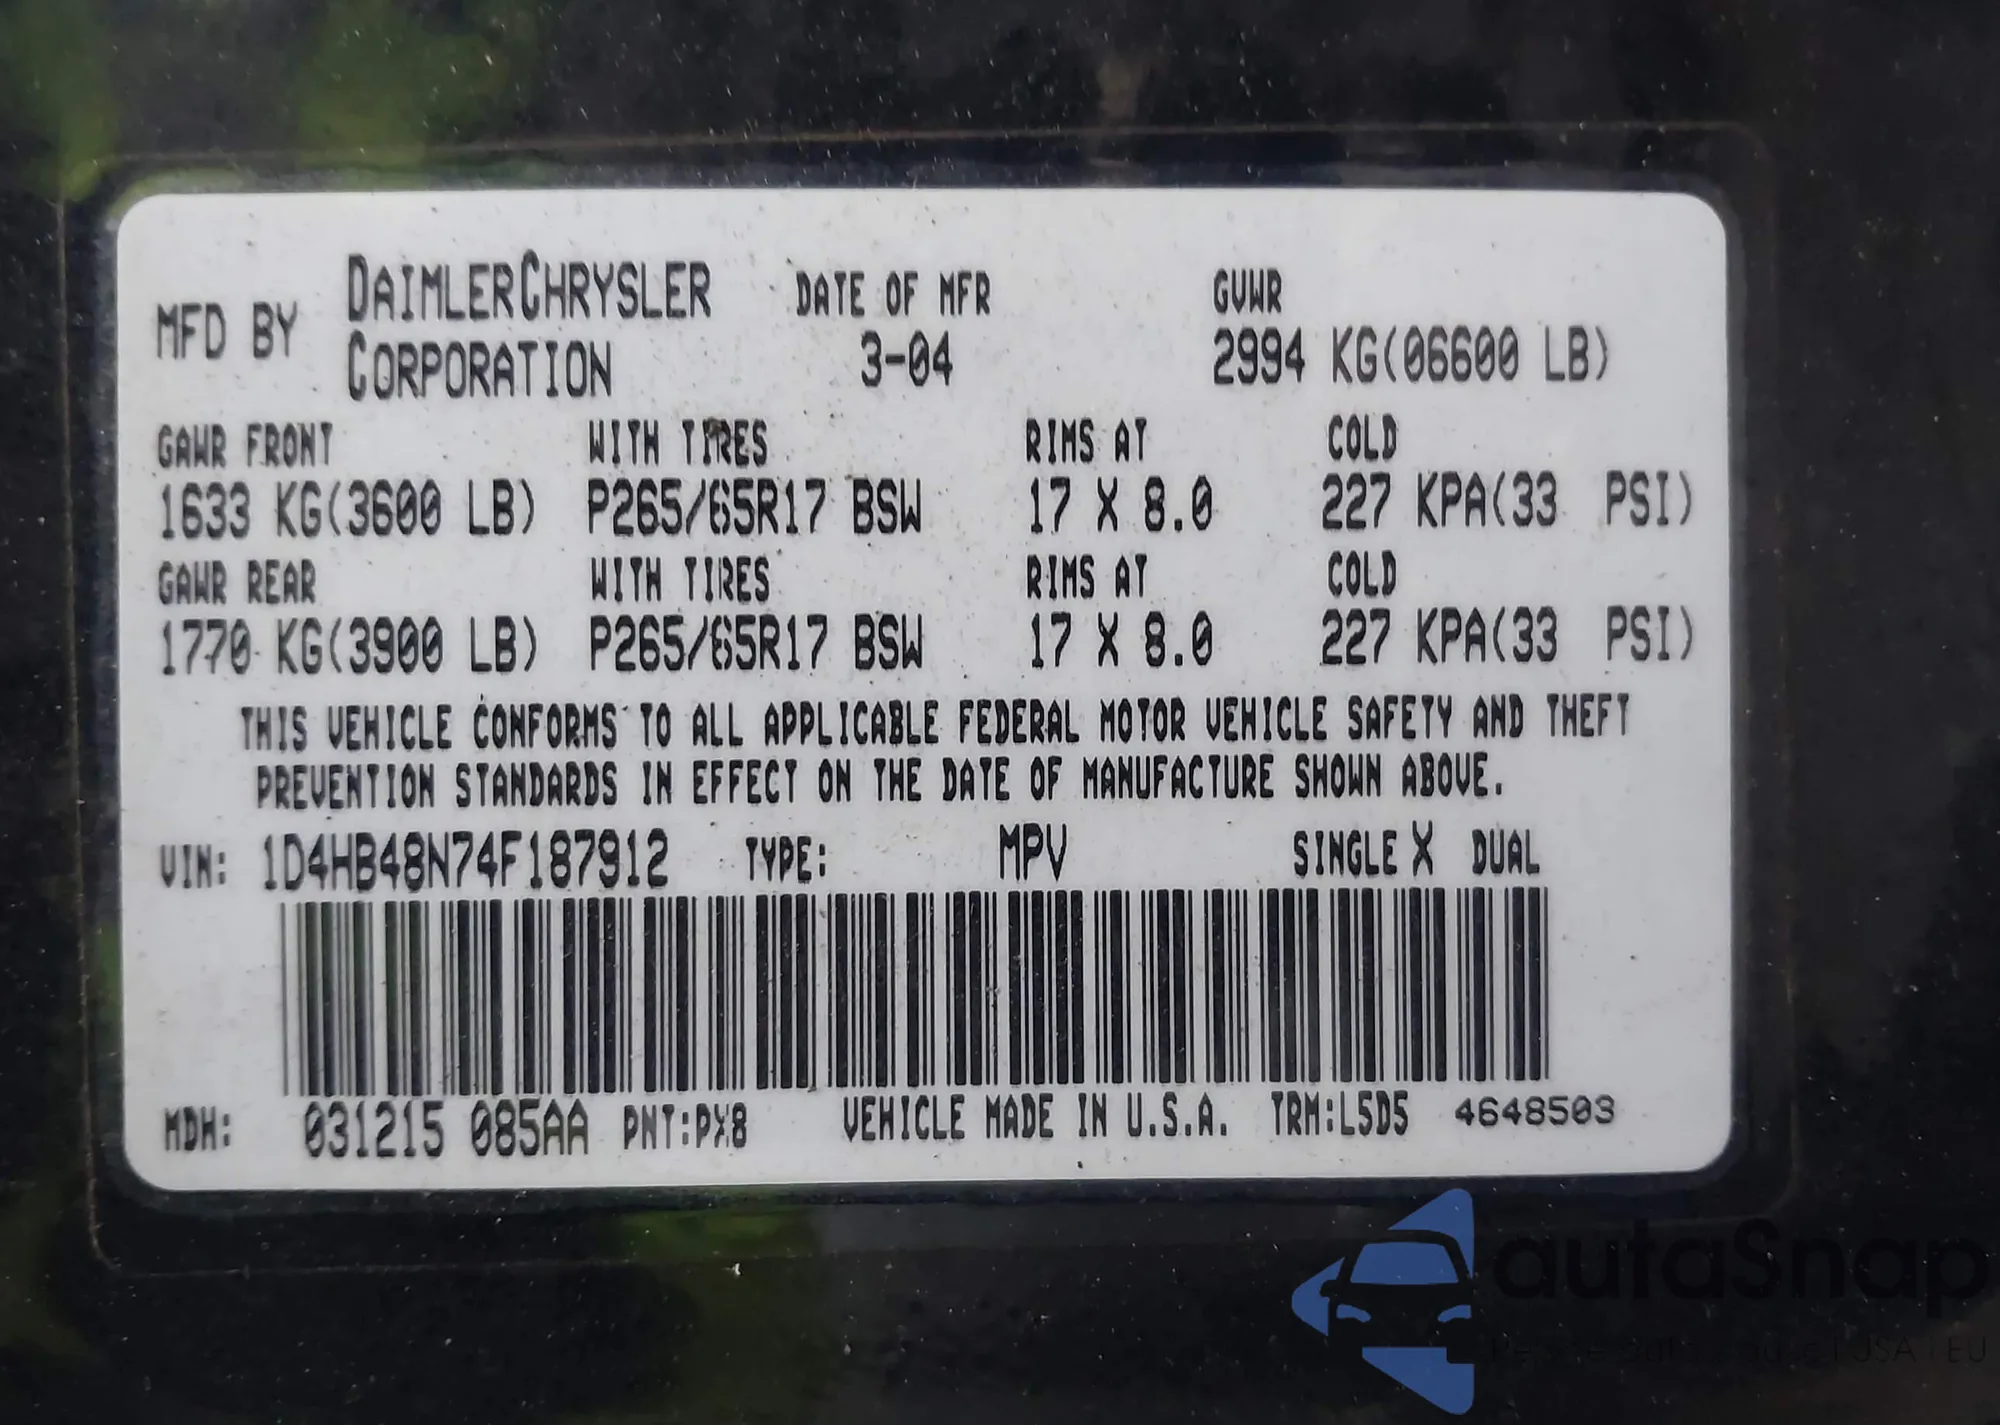 MFD BY DAIMLERCHRYSLER CORPORATION DATE OF MFR 3-04 GVWR 2994 KG(06600 LB)
GAWR FRONT WITH TIRES RIMS AT COLD
1633 KG(3600 LB) P265/65R17 BSW 17 X 8.0 227 KPA(33 PSI)
GAWR REAR WITH TIRES RIMS AT COLD
1770 KG(3900 LB) P265/65R17 BSW 17 X 8.0 227 KPA(33 PSI)
THIS VEHICLE CONFORMS TO ALL APPLICABLE FEDERAL MOTOR VEHICLE SAFETY AND THEFT
PREVENTION STANDARDS IN EFFECT ON THE DATE OF MANUFACTURE SHOWN ABOVE.
VIN: 1D4HB48N74F187912 TYPE: MPV SINGLE X DUAL
MDH: 031215 085AA PNT:PX8 VEHICLE MADE IN U.S.A. TRM:L5D5 4648503
autaSnap
USA EU